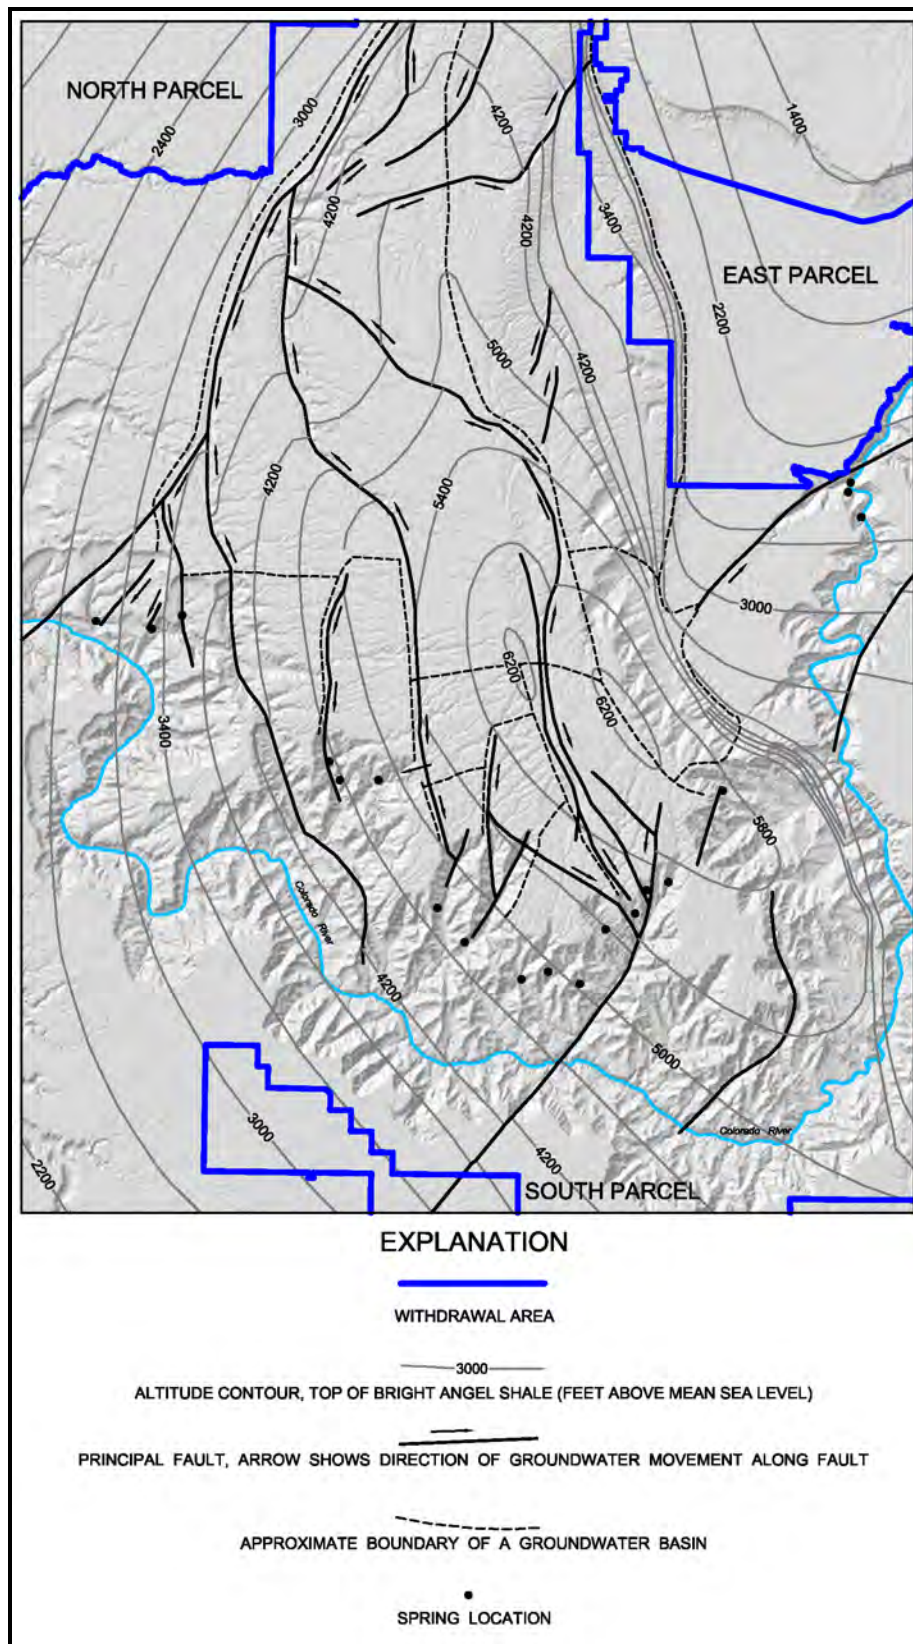 NORTH PARCEL
2400
3000
4200
1400
4200
4200
3400
EAST PARCEL
2200
5000
4200
4200
5400
3000
6200
6200
3400
5800
Colorado River
4200
5000
3000
Colorado River
2200
4200
SOUTH PARCEL
EXPLANATION
WITHDRAWAL AREA
3000
ALTITUDE CONTOUR, TOP OF BRIGHT ANGEL SHALE (FEET ABOVE MEAN SEA LEVEL)
PRINCIPAL FAULT, ARROW SHOWS DIRECTION OF GROUNDWATER MOVEMENT ALONG FAULT
APPROXIMATE BOUNDARY OF A GROUNDWATER BASIN
SPRING LOCATION